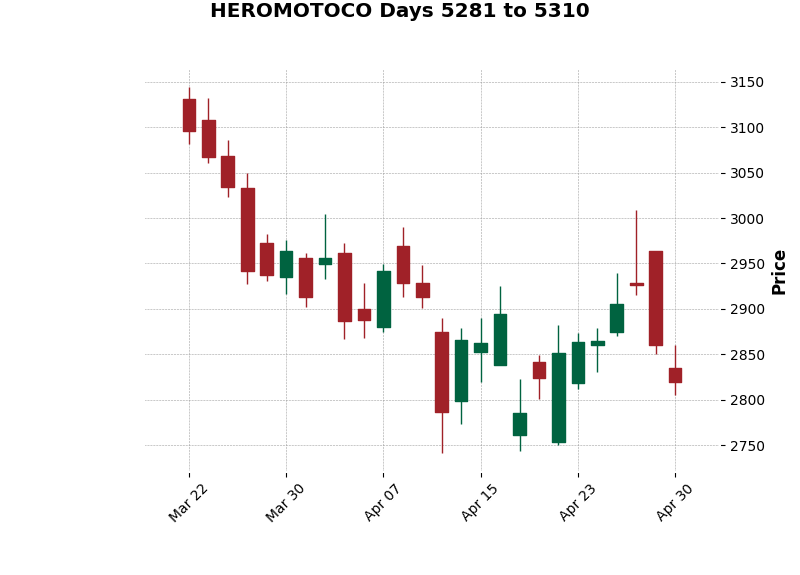 HEROMOTOCO Days 5281 to 5310
3150
3100
3050
3000
2950
2900
2850
2800
2750
Price
Mar 22
Mar 30
Apr 07
Apr 15
Apr 23
Apr 30